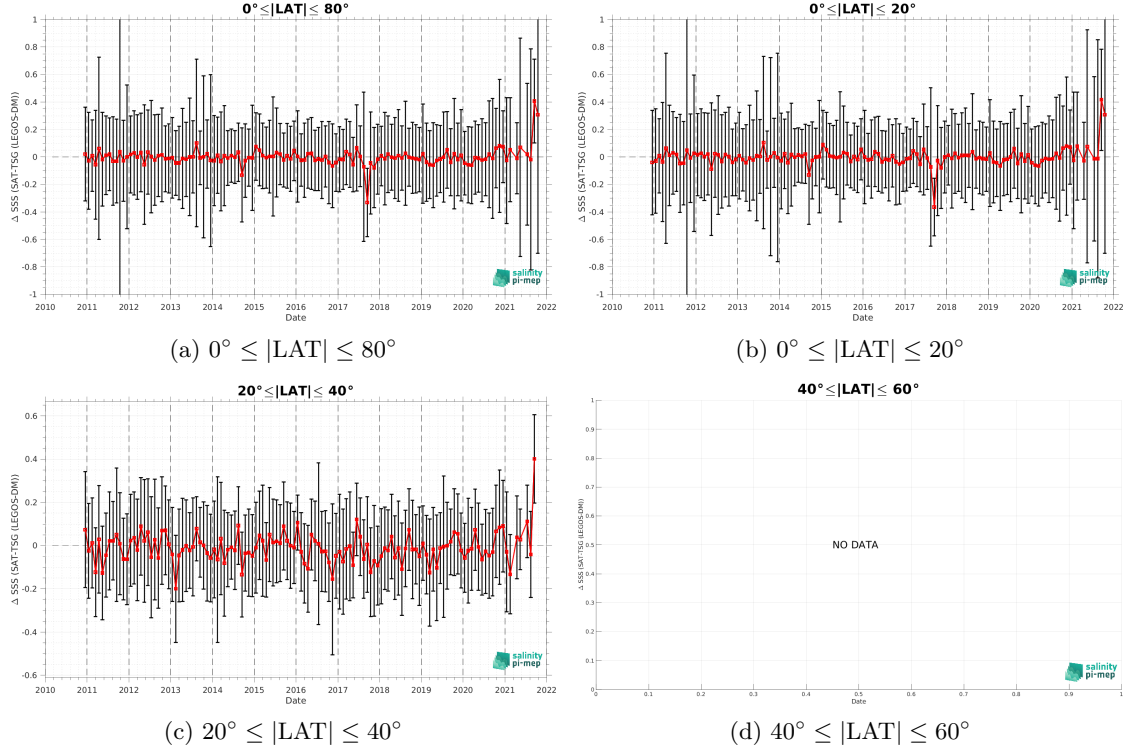 0°≤|LAT|≤ 80°
1
0.8
0.6
0.4
0.2
0
-0.2
-0.4
-0.6
-0.8
-1
Δ SSS (SAT-TSG (LEGOS-DM))
2010 2011 2012 2013 2014 2015 2016 2017 2018 2019 2020 2021 2022
Date
salinity
pi-mep
(a) 0° ≤ |LAT| ≤ 80°
0°≤|LAT|≤ 20°
1
0.8
0.6
0.4
0.2
0
-0.2
-0.4
-0.6
-0.8
-1
Δ SSS (SAT-TSG (LEGOS-DM))
2010 2011 2012 2013 2014 2015 2016 2017 2018 2019 2020 2021 2022
Date
salinity
pi-mep
(b) 0° ≤ |LAT| ≤ 20°
20°≤|LAT|≤ 40°
0.6
0.4
0.2
0
-0.2
-0.4
-0.6
Δ SSS (SAT-TSG (LEGOS-DM))
2010 2011 2012 2013 2014 2015 2016 2017 2018 2019 2020 2021 2022
Date
salinity
pi-mep
(c) 20° ≤ |LAT| ≤ 40°
40°≤|LAT|≤ 60°
1
0.9
0.8
0.7
0.6
0.5
0.4
0.3
0.2
0.1
0
Δ SSS (SAT-TSG (LEGOS-DM))
NO DATA
0 0.1 0.2 0.3 0.4 0.5 0.6 0.7 0.8 0.9 1
Date
salinity
pi-mep
(d) 40° ≤ |LAT| ≤ 60°